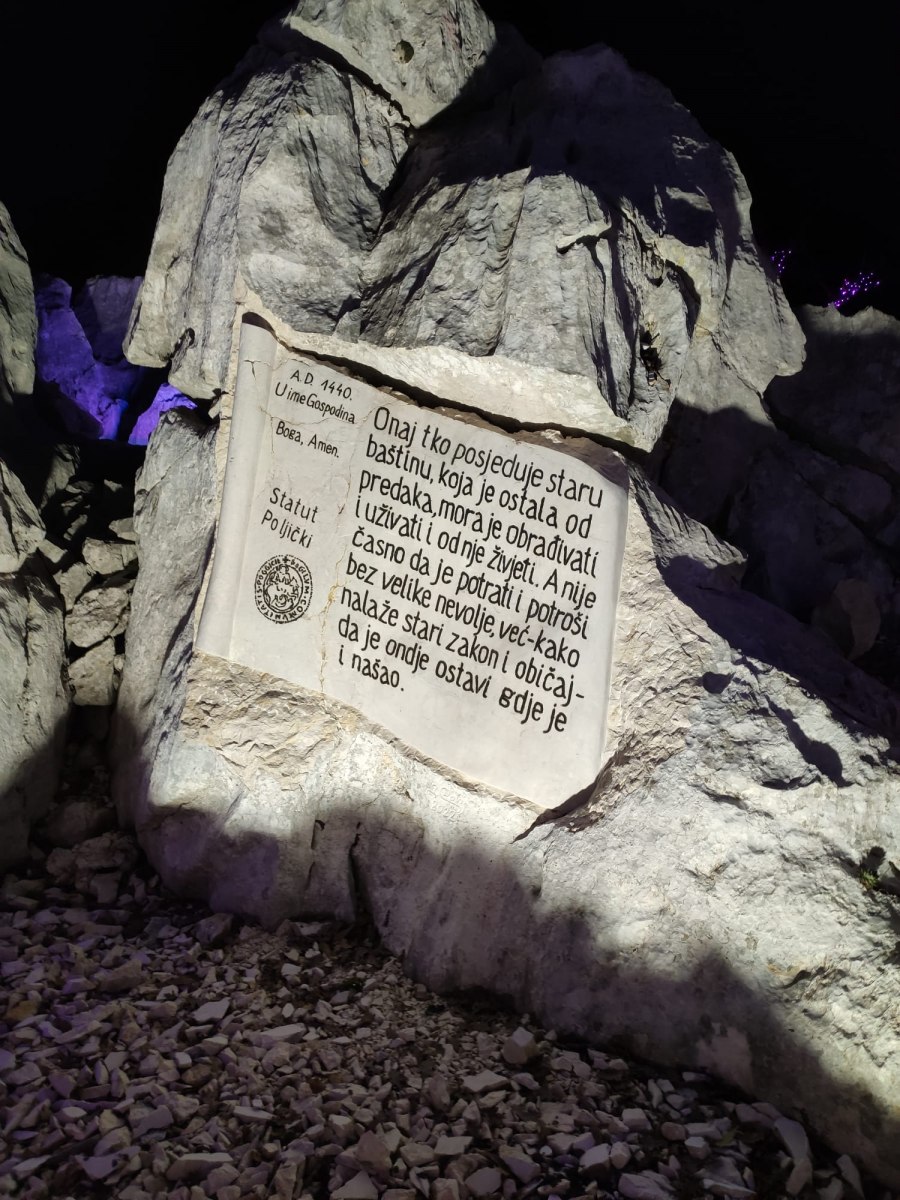 A.D. 1440.
U ime Gospodina
Boga, Amen.
Statut
Poljički
Onaj tko posjeduje staru
baštinu, koja je ostala od
predaka, mora je obrađivati
i uživati i od nje živjeti. A nije
časno da je potrati i potroši
bez velike nevolje, već-kako
nalaže stari zakon i običaj-
da je ondje ostavi gdje je
i našao.